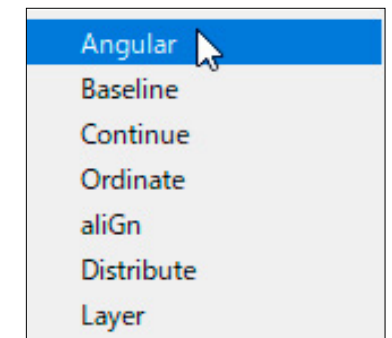 Angular
Baseline
Continue
Ordinate
aliGn
Distribute
Layer